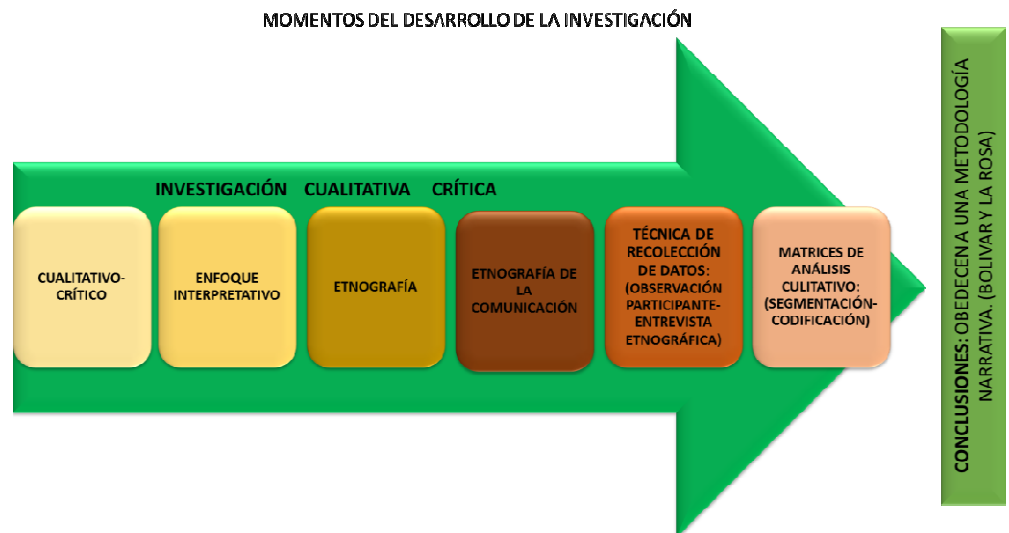 MOMENTOS DEL DESARROLLO DE LA INVESTIGACIÓN
INVESTIGACIÓN CUALITATIVA CRÍTICA
CUALITATIVO-
CRÍTICO
ENFOQUE
INTERPRETATIVO
ETNOGRAFÍA
ETNOGRAFÍA DE
LA
COMUNICACIÓN
TÉCNICA DE
RECOLECCIÓN
DE DATOS:
(OBSERVACIÓN
PARTICIPANTE-
ENTREVISTA
ETNOGRÁFICA)
MATRICES DE
ANÁLISIS
CULITATIVO:
(SEGMENTACIÓN-
CODIFICACIÓN)
CONCLUSIONES: OBEDECEN A UNA METODOLOGÍA
NARRATIVA. (BOLIVAR Y LA ROSA)